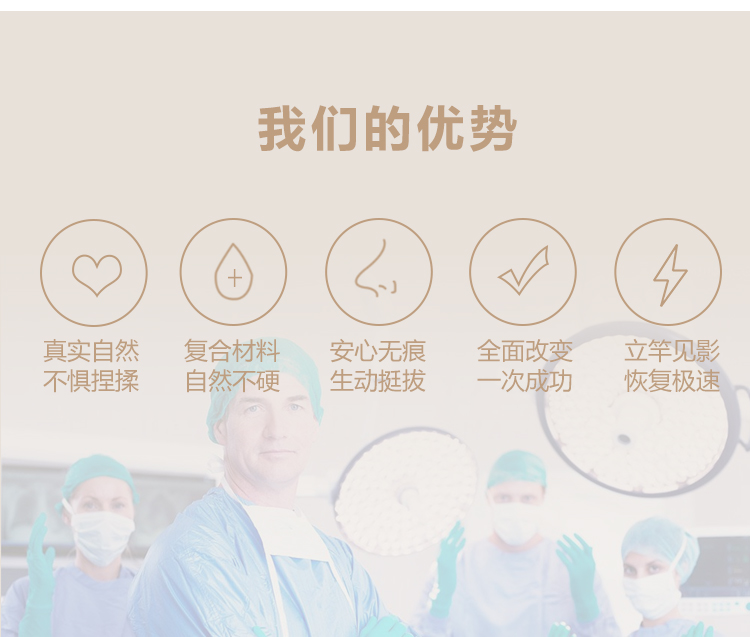 我们的优势
真实自然
不惧捏揉
复合材料
自然不硬
安心无痕
生动挺拔
全面改变
一次成功
立竿见影
恢复极速